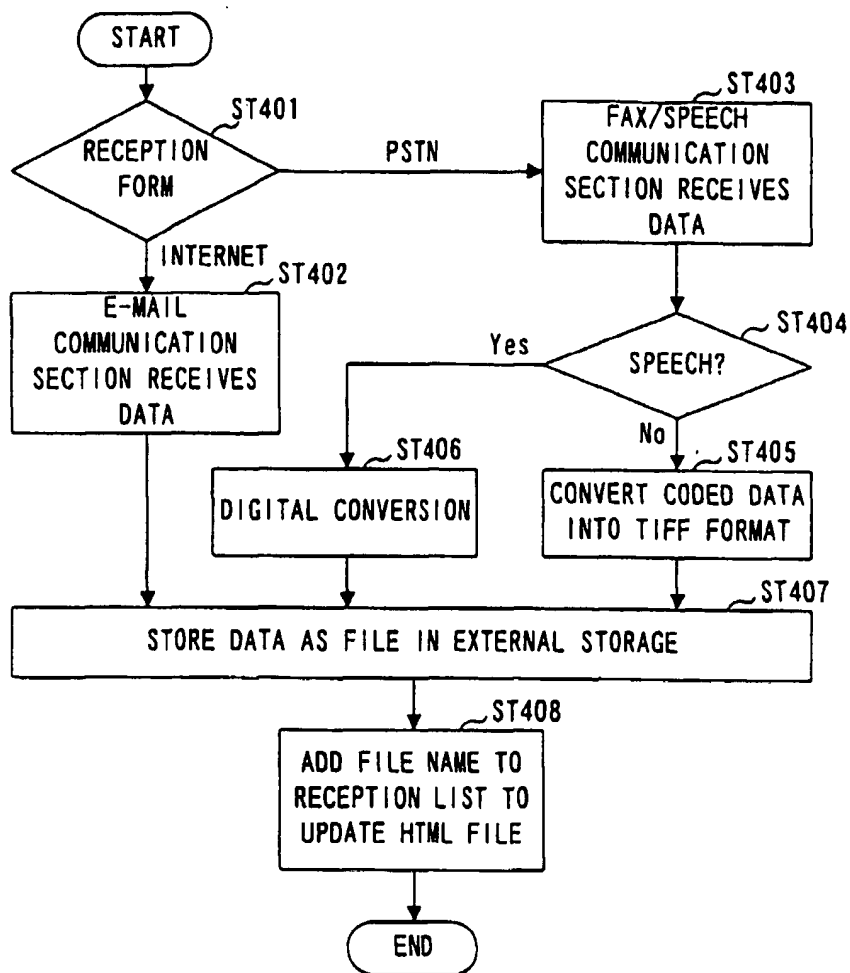 START
ST401
RECEPTION
FORM
PSTN
ST403
FAX/SPEECH
COMMUNICATION
SECTION RECEIVES
DATA
INTERNET
ST402
E-MAIL
COMMUNICATION
SECTION RECEIVES
DATA
ST404
SPEECH?
Yes
No
ST406
DIGITAL CONVERSION
ST405
CONVERT CODED DATA
INTO TIFF FORMAT
ST407
STORE DATA AS FILE IN EXTERNAL STORAGE
ST408
ADD FILE NAME TO
RECEPTION LIST TO
UPDATE HTML FILE
END